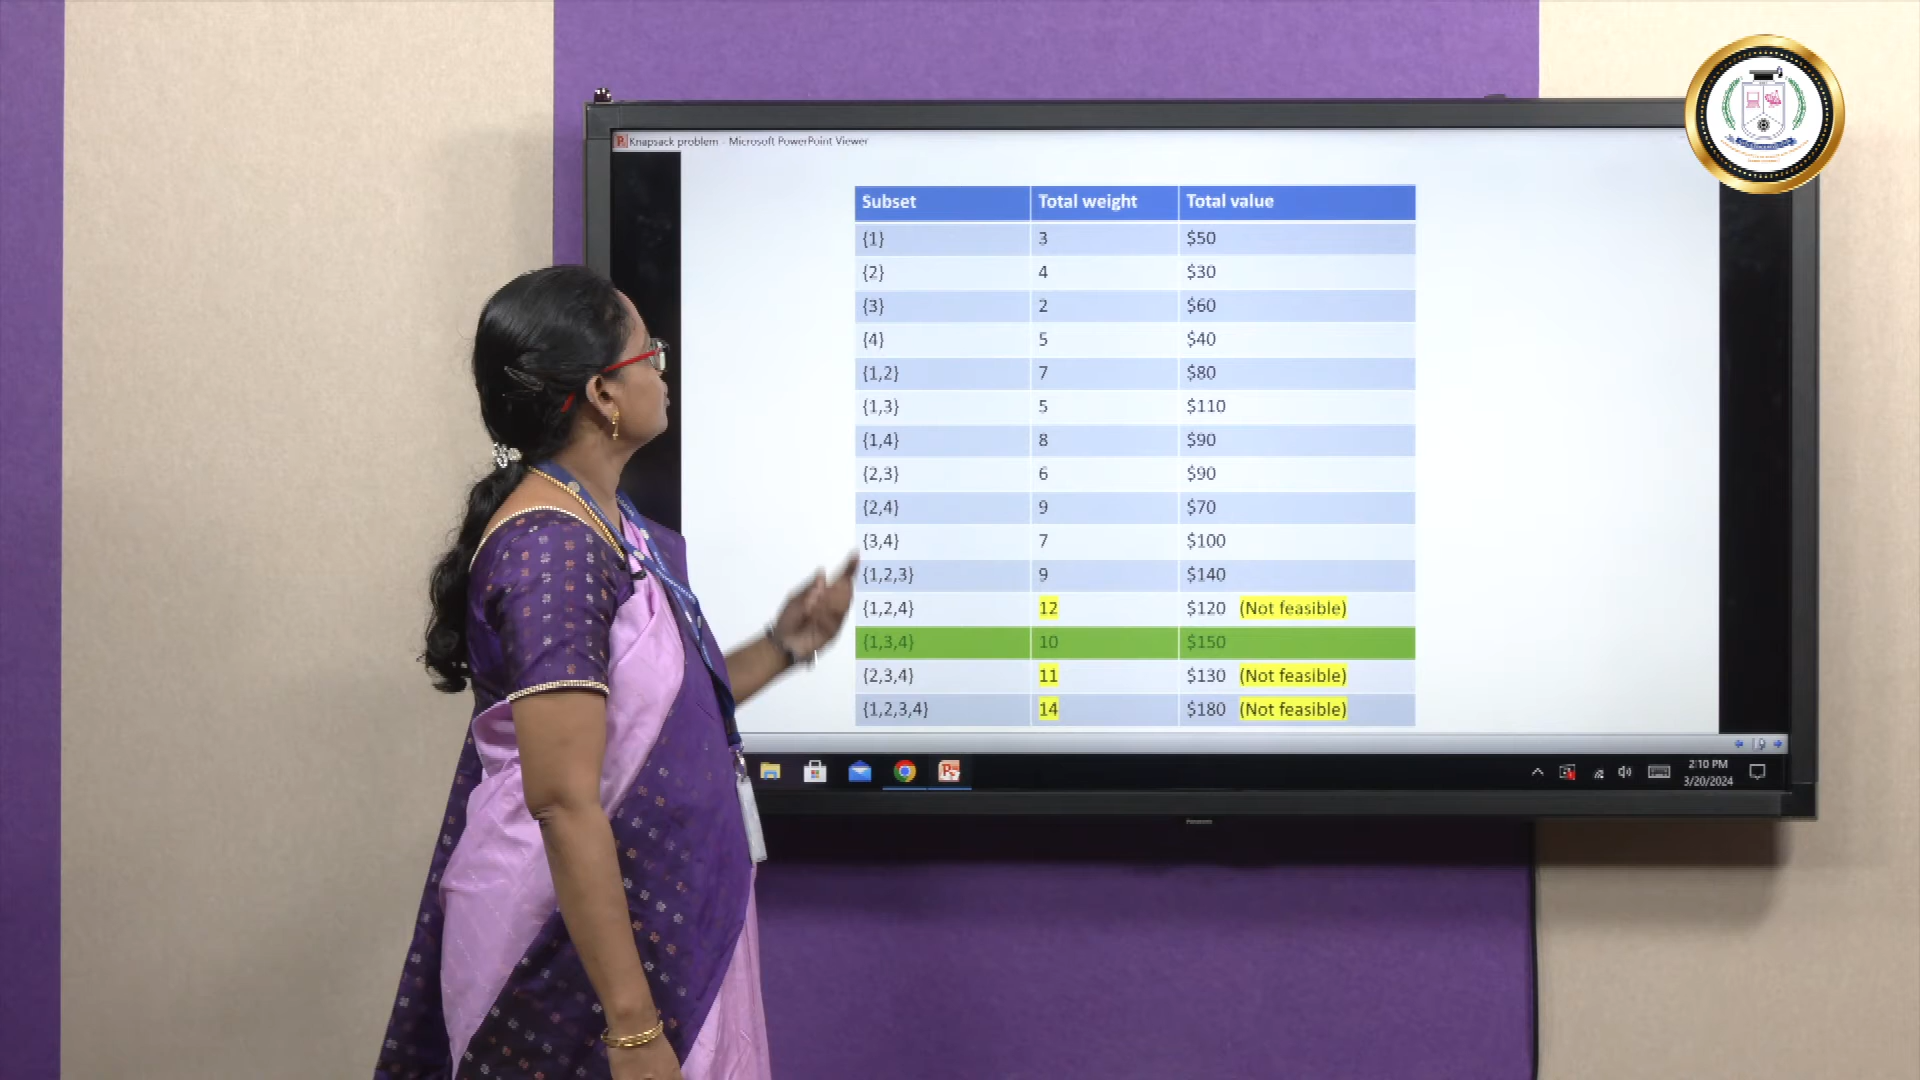 Knapsack problem - Microsoft PowerPoint Viewer
Subset Total weight Total value
{1} 3 $50
{2} 4 $30
{3} 2 $60
{4} 5 $40
{1,2} 7 $80
{1,3} 5 $110
{1,4} 8 $90
{2,3} 6 $90
{2,4} 9 $70
{3,4} 7 $100
{1,2,3} 9 $140
{1,2,4} 12 $120 (Not feasible)
{1,3,4} 10 $150
{2,3,4} 11 $130 (Not feasible)
{1,2,3,4} 14 $180 (Not feasible)
2:10 PM
3/20/2024
Panasonic